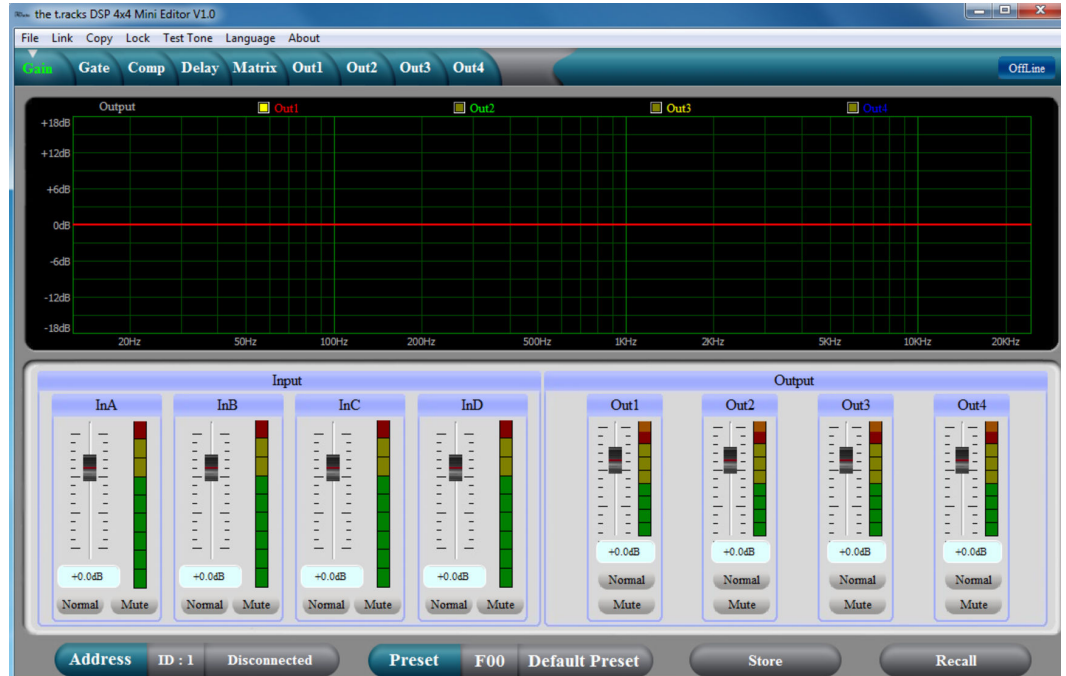 the t.racks DSP 4x4 Mini Editor V1.0
File Link Copy Lock Test Tone Language About
Gain Gate Comp Delay Matrix Out1 Out2 Out3 Out4 OffLine
Output Out1 Out2 Out3 Out4
+18dB
+12dB
+6dB
0dB
-6dB
-12dB
-18dB
20Hz 50Hz 100Hz 200Hz 500Hz 1KHz 2KHz 5KHz 10KHz 20KHz
Input Output
InA InB InC InD Out1 Out2 Out3 Out4
+0.0dB +0.0dB +0.0dB +0.0dB +0.0dB +0.0dB +0.0dB +0.0dB
Normal Mute Normal Mute Normal Mute Normal Mute Normal Normal Normal Normal
Mute Mute Mute Mute
Address ID : 1 Disconnected Preset F00 Default Preset Store Recall